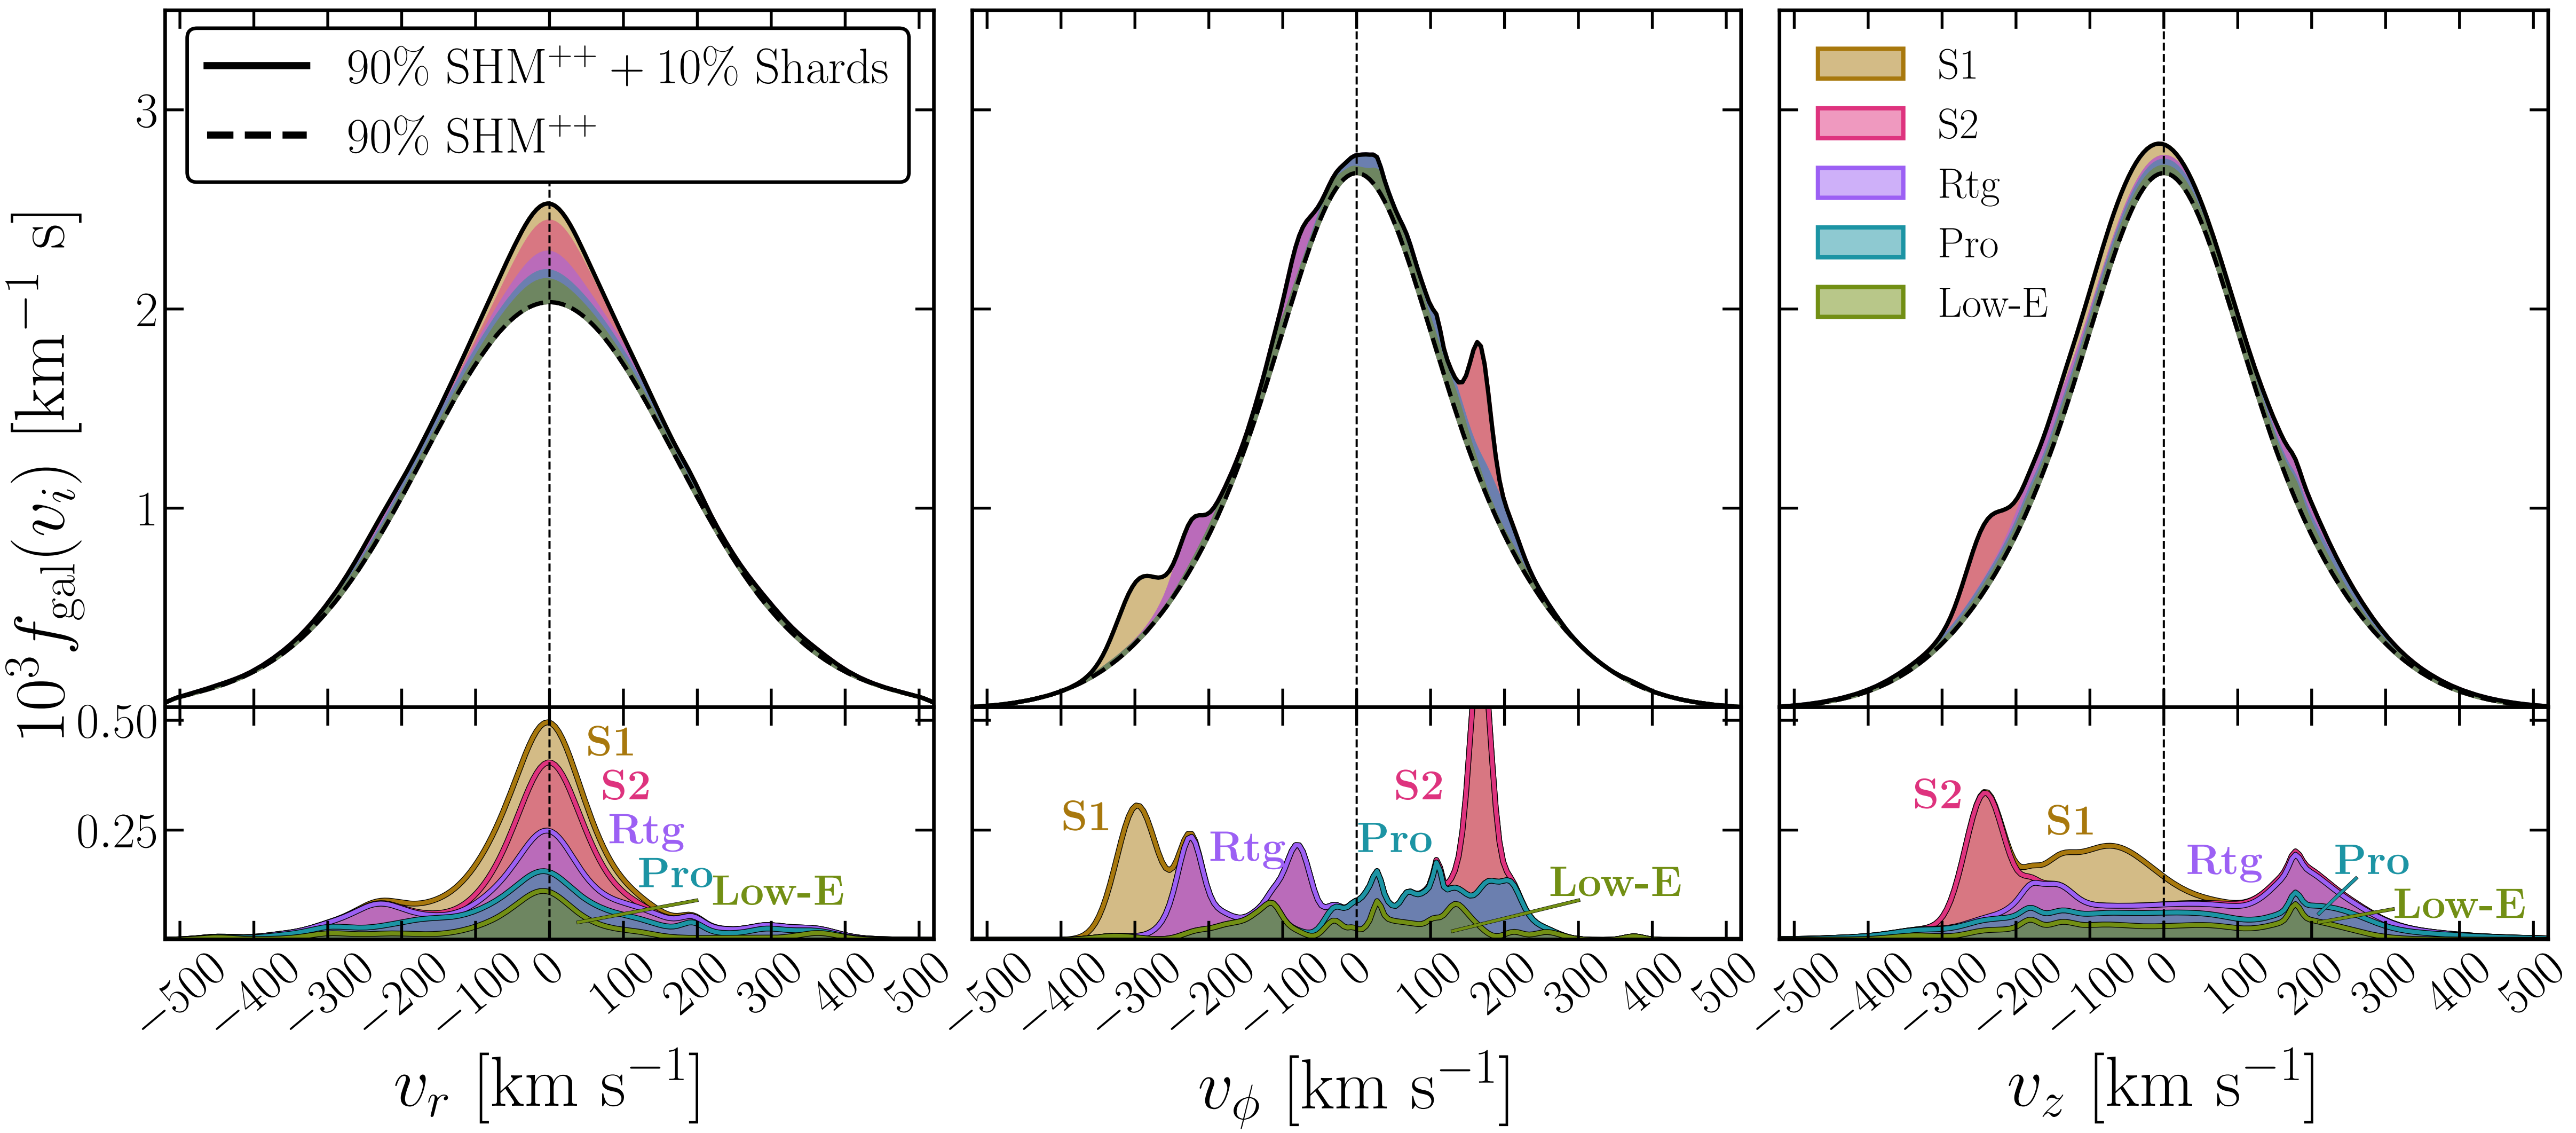 90% SHM⁺⁺ + 10% Shards
90% SHM⁺⁺
S1
S2
Rtg
Pro
Low-E
10³ f_gal(v_i) [km⁻¹ s]
3
2
1
0.50
0.25
S1
S2
Rtg
Pro
Low-E
S1
Rtg
Pro
S2
Low-E
S2
S1
Rtg
Pro
Low-E
−500 −400 −300 −200 −100 0 100 200 300 400 500
−500 −400 −300 −200 −100 0 100 200 300 400 500
−500 −400 −300 −200 −100 0 100 200 300 400 500
v_r [km s⁻¹]
v_ϕ [km s⁻¹]
v_z [km s⁻¹]